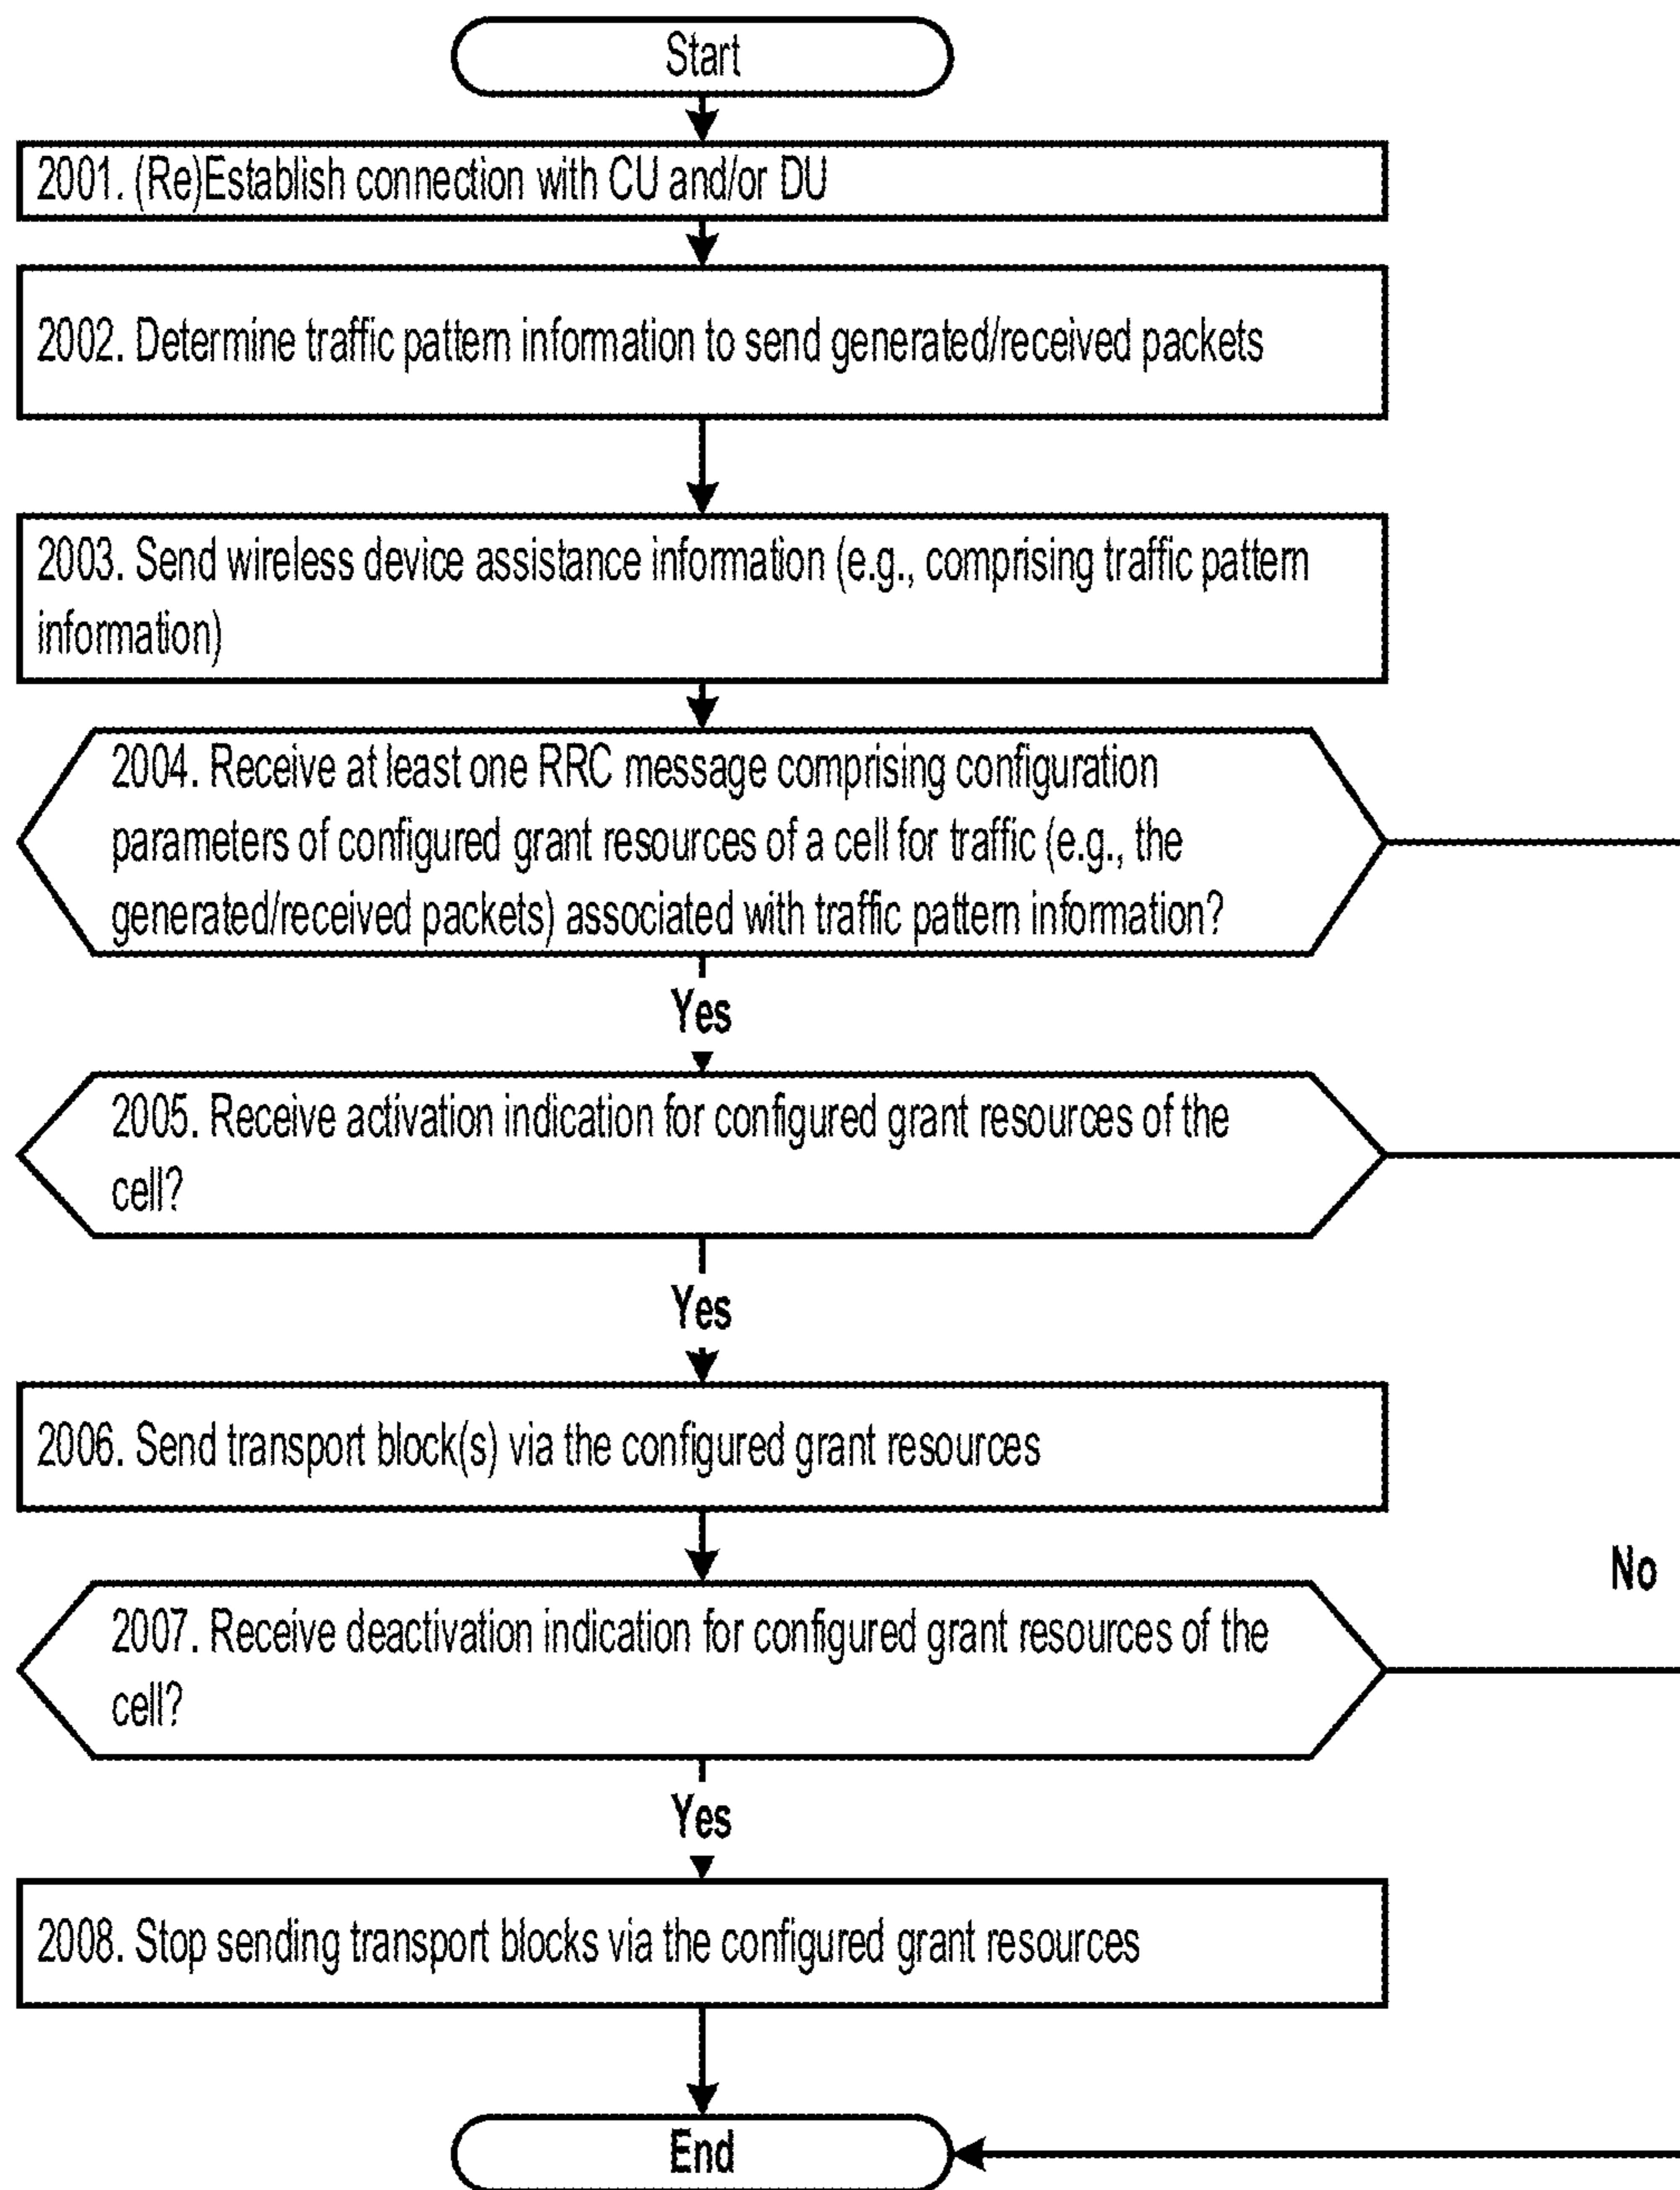 Start
2001. (Re)Establish connection with CU and/or DU
2002. Determine traffic pattern information to send generated/received packets
2003. Send wireless device assistance information (e.g., comprising traffic pattern
information)
2004. Receive at least one RRC message comprising configuration
parameters of configured grant resources of a cell for traffic (e.g., the
generated/received packets) associated with traffic pattern information?
Yes
2005. Receive activation indication for configured grant resources of the
cell?
Yes
2006. Send transport block(s) via the configured grant resources
No
2007. Receive deactivation indication for configured grant resources of the
cell?
Yes
2008. Stop sending transport blocks via the configured grant resources
End